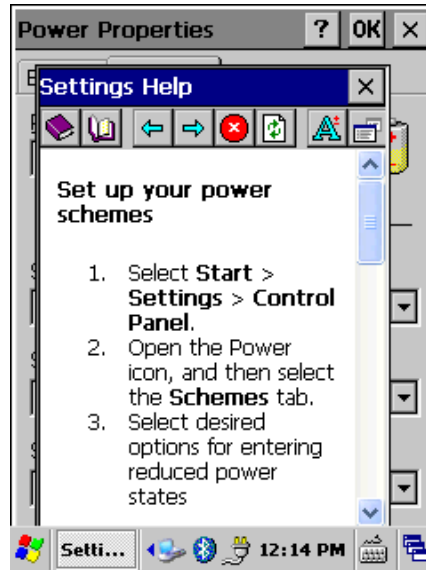 Power Properties ? OK ×
Settings Help ×
Set up your power
schemes
1. Select Start >
Settings > Control
Panel.
2. Open the Power
icon, and then select
the Schemes tab.
3. Select desired
options for entering
reduced power
states
Setti... 12:14 PM